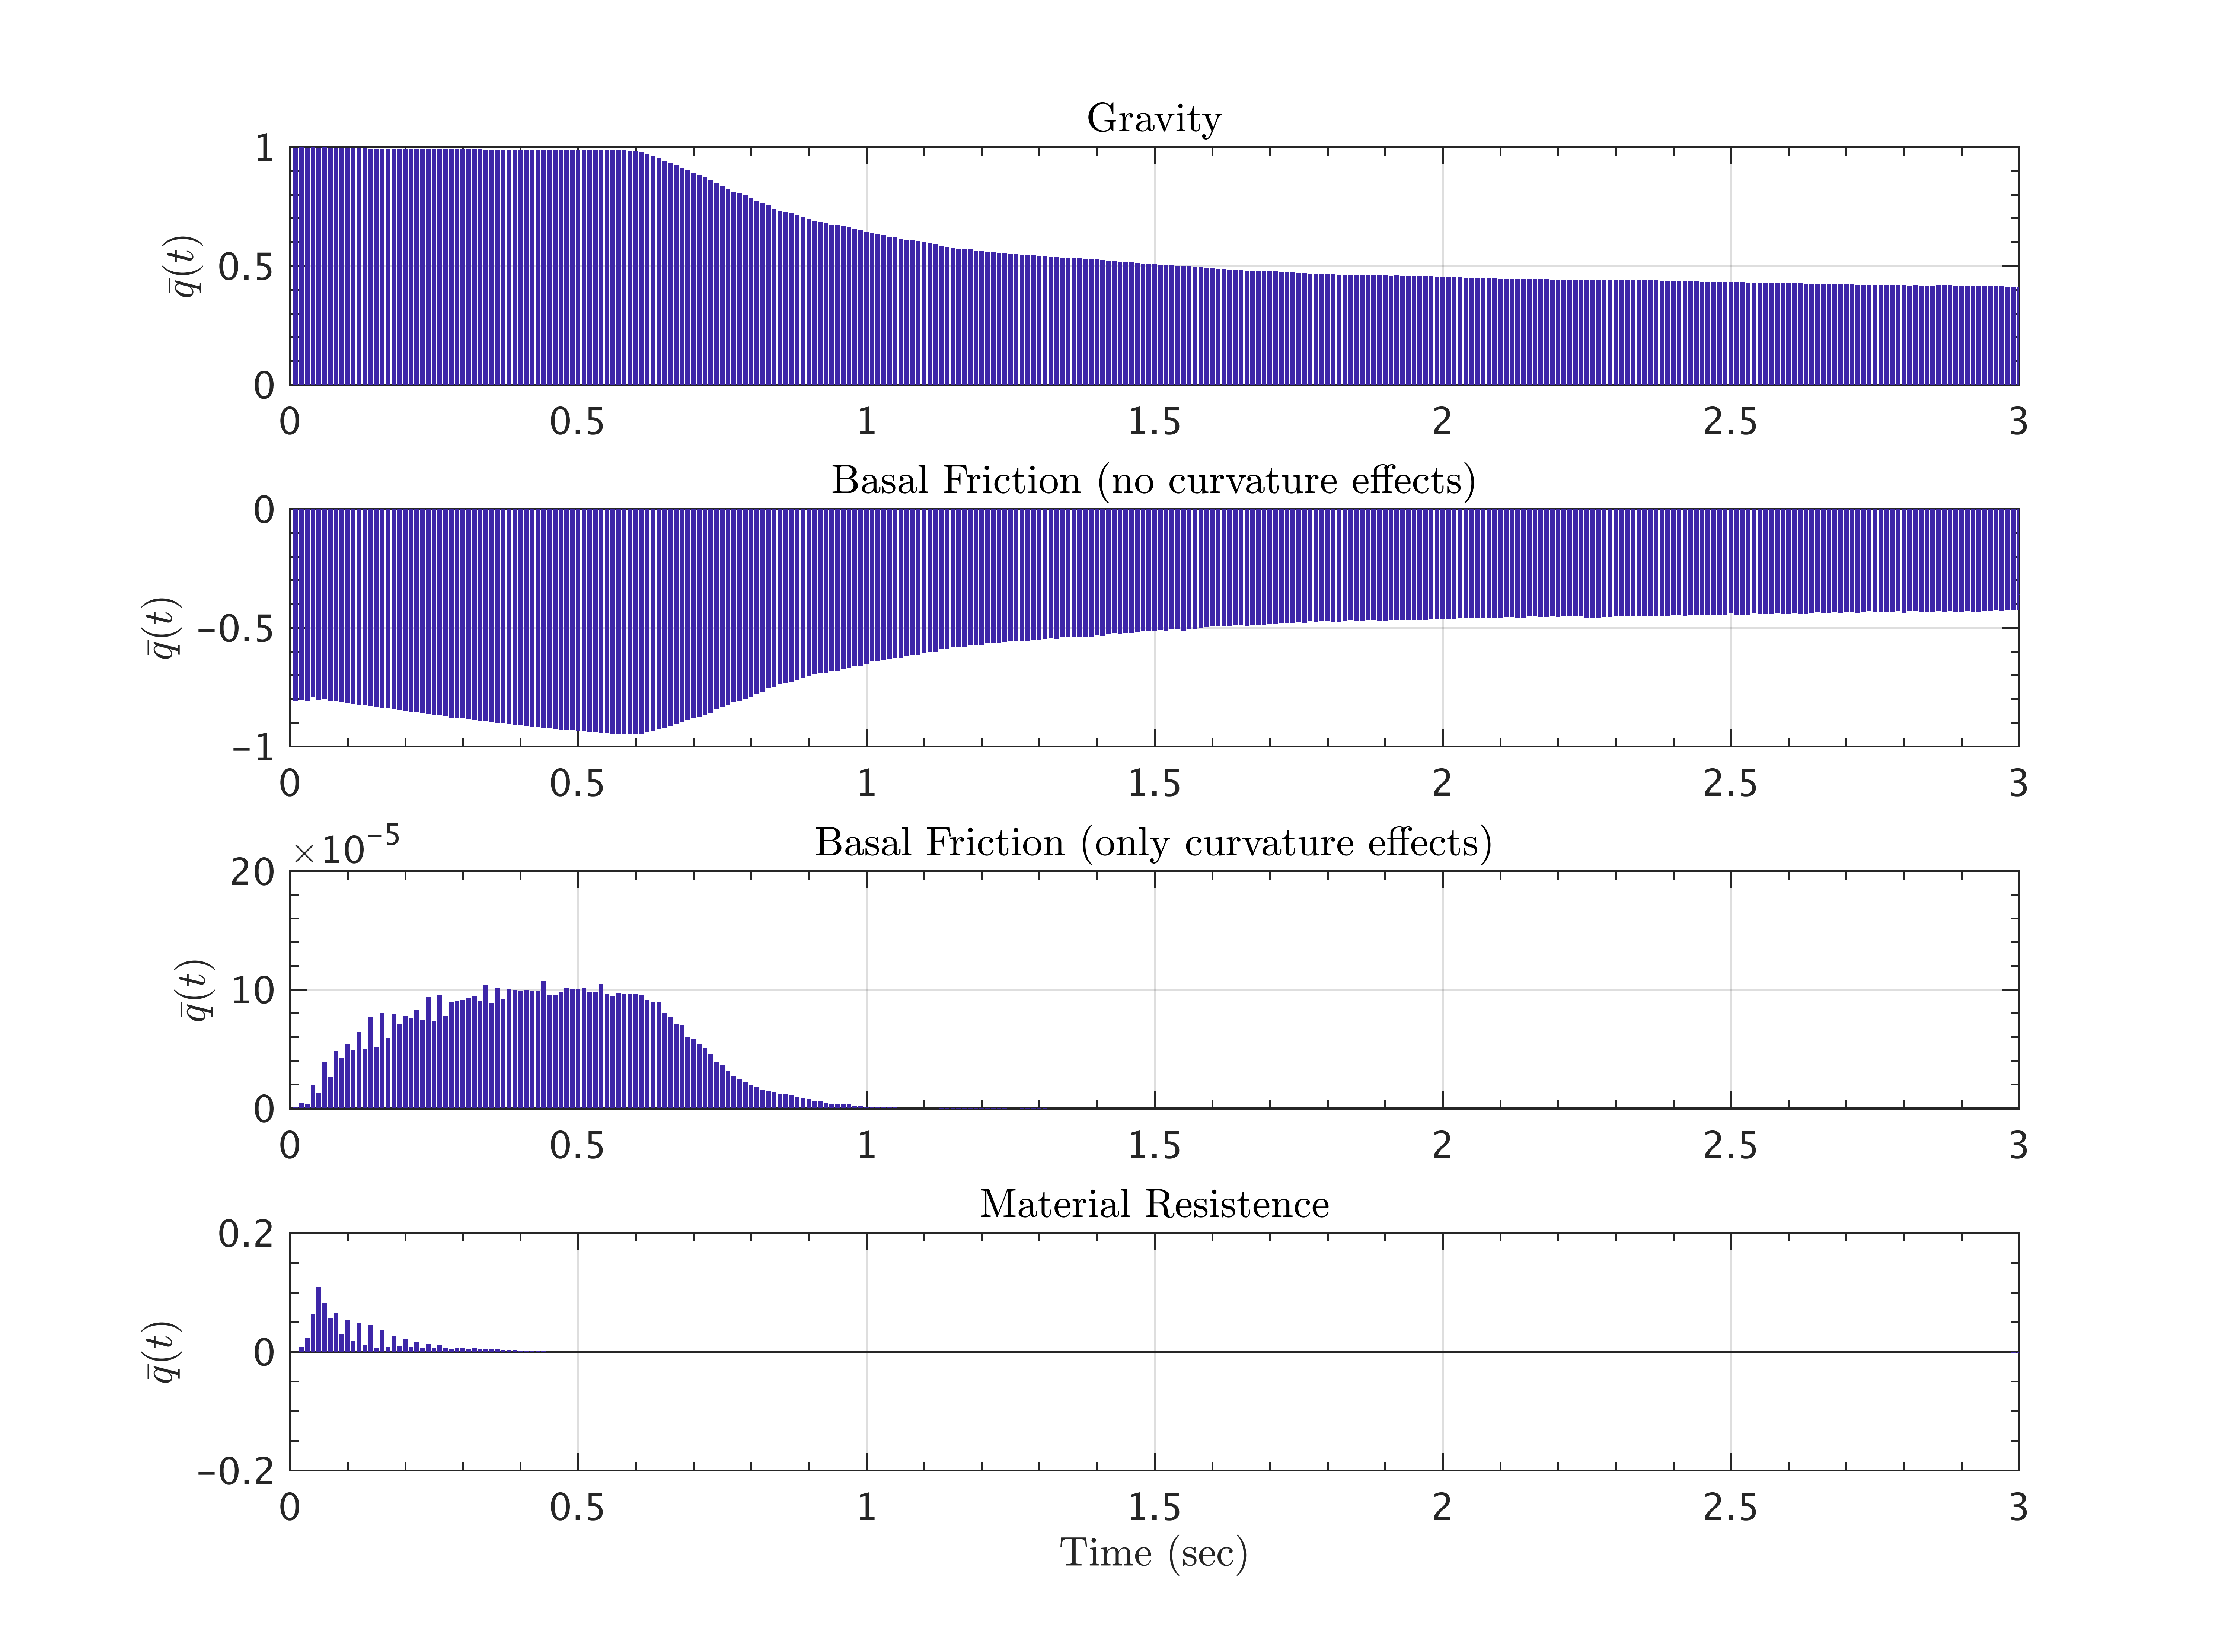 Gravity
1
0.5
0
q̄(t)
0 0.5 1 1.5 2 2.5 3
Basal Friction (no curvature effects)
0
−0.5
−1
q̄(t)
0 0.5 1 1.5 2 2.5 3
Basal Friction (only curvature effects)
×10⁻⁵
20
10
0
q̄(t)
0 0.5 1 1.5 2 2.5 3
Material Resistence
0.2
0
−0.2
q̄(t)
0 0.5 1 1.5 2 2.5 3
Time (sec)